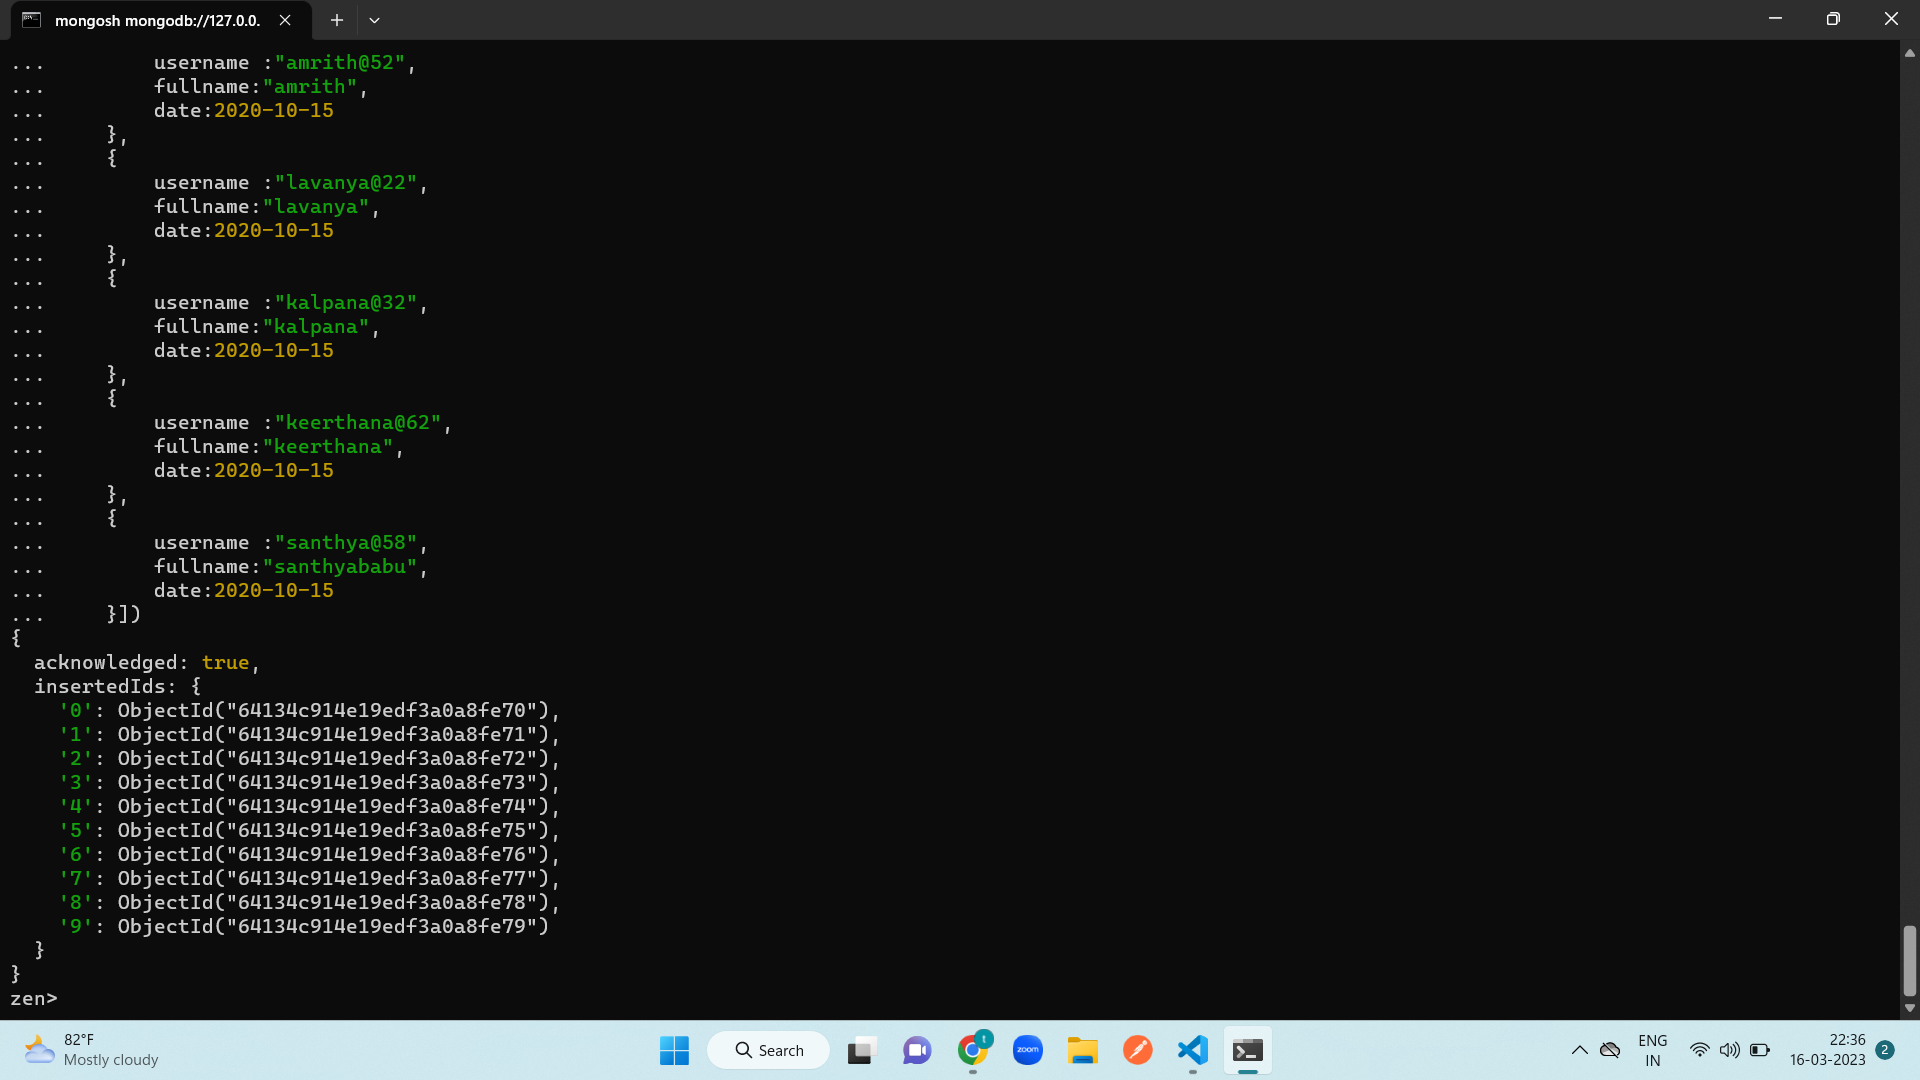 mongosh mongodb://127.0.0.
...         username :"amrith@52",
...         fullname:"amrith",
...         date:2020-10-15
...     },
...     {
...         username :"lavanya@22",
...         fullname:"lavanya",
...         date:2020-10-15
...     },
...     {
...         username :"kalpana@32",
...         fullname:"kalpana",
...         date:2020-10-15
...     },
...     {
...         username :"keerthana@62",
...         fullname:"keerthana",
...         date:2020-10-15
...     },
...     {
...         username :"santhya@58",
...         fullname:"santhyababu",
...         date:2020-10-15
...     }])
{
  acknowledged: true,
  insertedIds: {
    '0': ObjectId("64134c914e19edf3a0a8fe70"),
    '1': ObjectId("64134c914e19edf3a0a8fe71"),
    '2': ObjectId("64134c914e19edf3a0a8fe72"),
    '3': ObjectId("64134c914e19edf3a0a8fe73"),
    '4': ObjectId("64134c914e19edf3a0a8fe74"),
    '5': ObjectId("64134c914e19edf3a0a8fe75"),
    '6': ObjectId("64134c914e19edf3a0a8fe76"),
    '7': ObjectId("64134c914e19edf3a0a8fe77"),
    '8': ObjectId("64134c914e19edf3a0a8fe78"),
    '9': ObjectId("64134c914e19edf3a0a8fe79")
  }
}
zen>
82°F
Mostly cloudy
Search
t
zoom
ENG
IN
22:36
16-03-2023
2